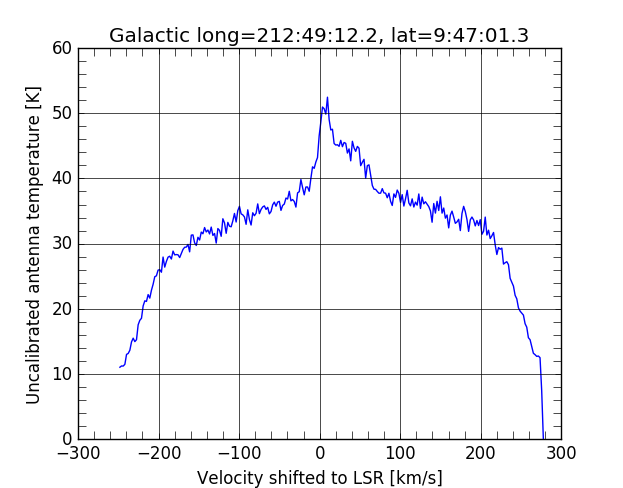 Galactic long=212:49:12.2, lat=9:47:01.3
60
50
40
30
20
10
0
Uncalibrated antenna temperature [K]
−300 −200 −100 0 100 200 300
Velocity shifted to LSR [km/s]